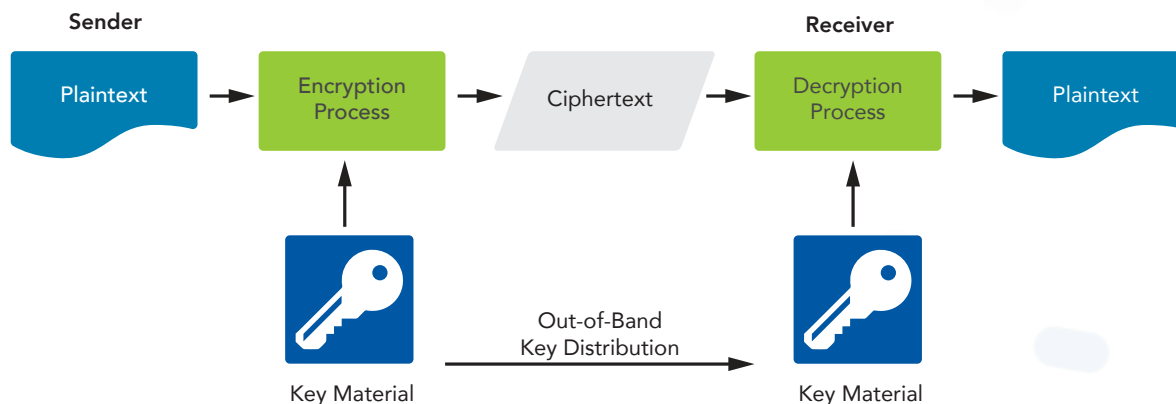 Sender
Receiver
Plaintext
Encryption
Process
Ciphertext
Decryption
Process
Plaintext
Out-of-Band
Key Distribution
Key Material
Key Material